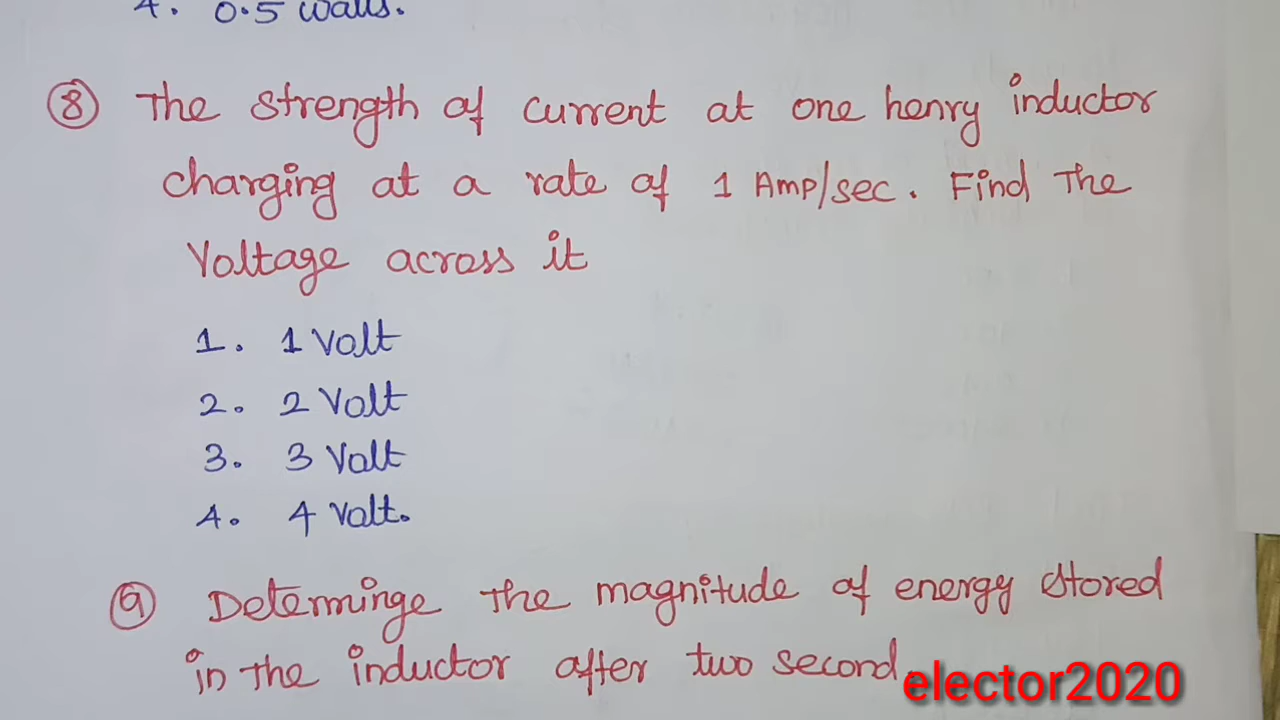 4. 0.5 watts.
8 The strength of current at one henry inductor
charging at a rate of 1 Amp/sec. Find The
Voltage across it
1. 1 Volt
2. 2 Volt
3. 3 Volt
4. 4 Volt.
9 Determinge the magnitude of energy stored
in the inductor after two second.
elector2020